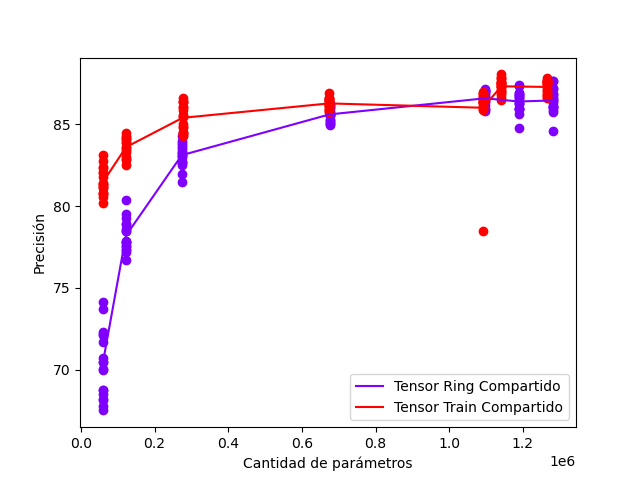 85
80
75
70
Precisión
0.0
0.2
0.4
0.6
0.8
1.0
1.2
1e6
Cantidad de parámetros
Tensor Ring Compartido
Tensor Train Compartido